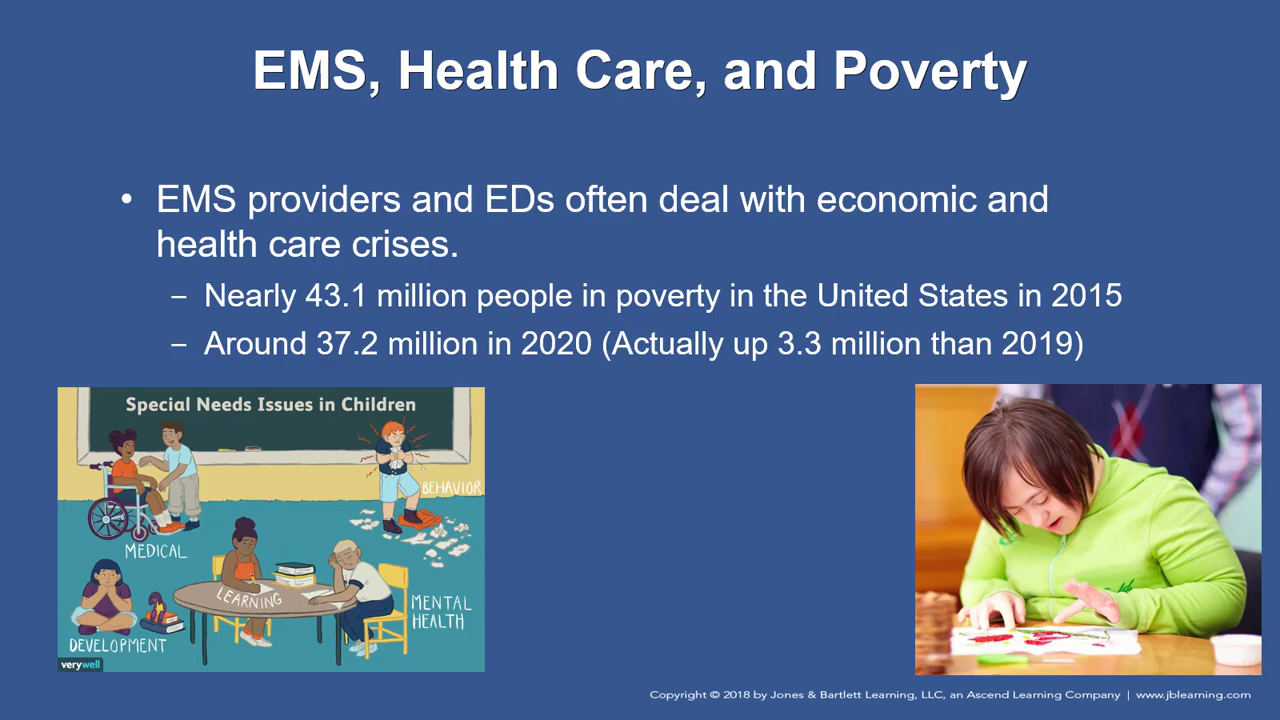 EMS, Health Care, and Poverty
• EMS providers and EDs often deal with economic and
health care crises.
– Nearly 43.1 million people in poverty in the United States in 2015
– Around 37.2 million in 2020 (Actually up 3.3 million than 2019)
Special Needs Issues in Children
BEHAVIOR
MEDICAL
LEARNING
MENTAL
HEALTH
DEVELOPMENT
verywell
Copyright © 2018 by Jones & Bartlett Learning, LLC, an Ascend Learning Company | www.jblearning.com